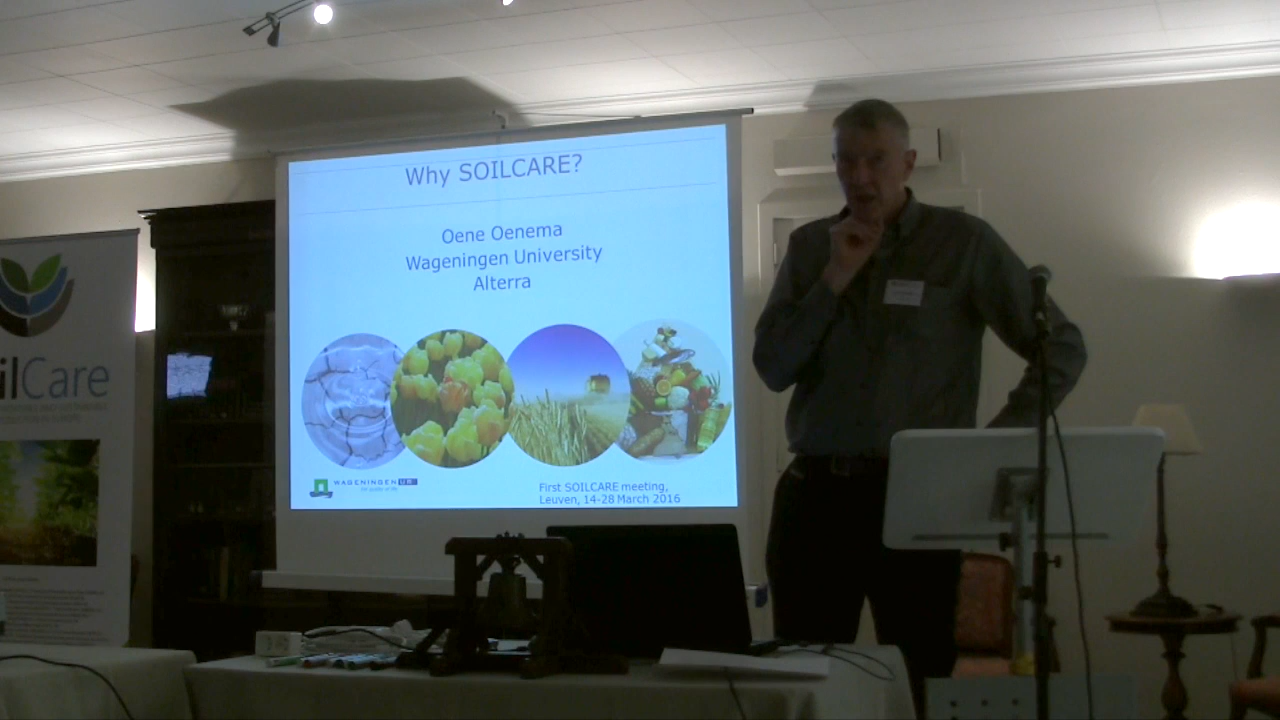 Why SOILCARE?
Oene Oenema
Wageningen University
Alterra
WAGENINGEN UR
First SOILCARE meeting,
Leuven, 14-28 March 2016
ilCare